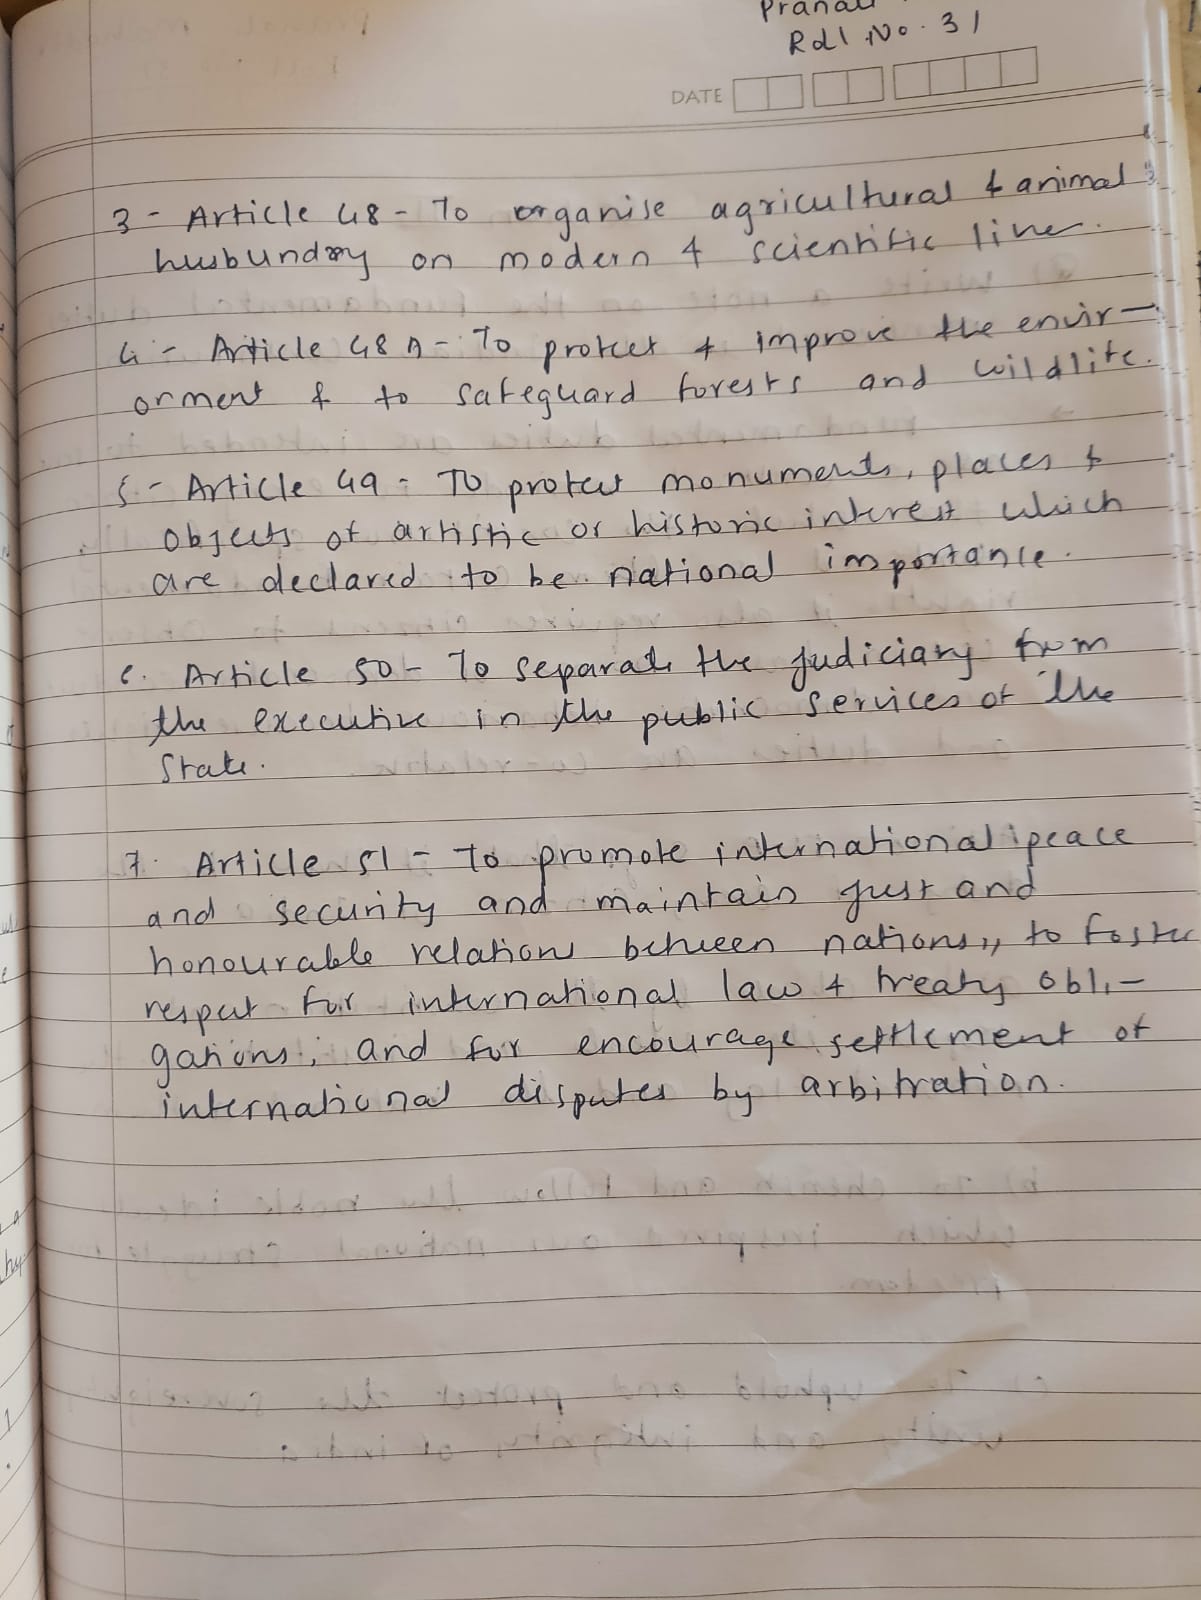 Roll No. 31
DATE
3 - Article 48 - To organise agricultural & animal
husbundry on modern & scientific line.
4 - Article 48 A - To protect & improve the envir-
onment & to safeguard forests and wildlife.
5 - Article 49 - To protect monuments, places &
objects of artistic or historic interest which
are declared to be national importance.
6. Article 50 - To separate the judiciary from
the executive in the public services of the
State.
7. Article 51 - To promote international peace
and security and maintain just and
honourable relations between nations,, to foster
respect for international law & treaty obli-
gations, and for encourage settlement of
international disputes by arbitration.